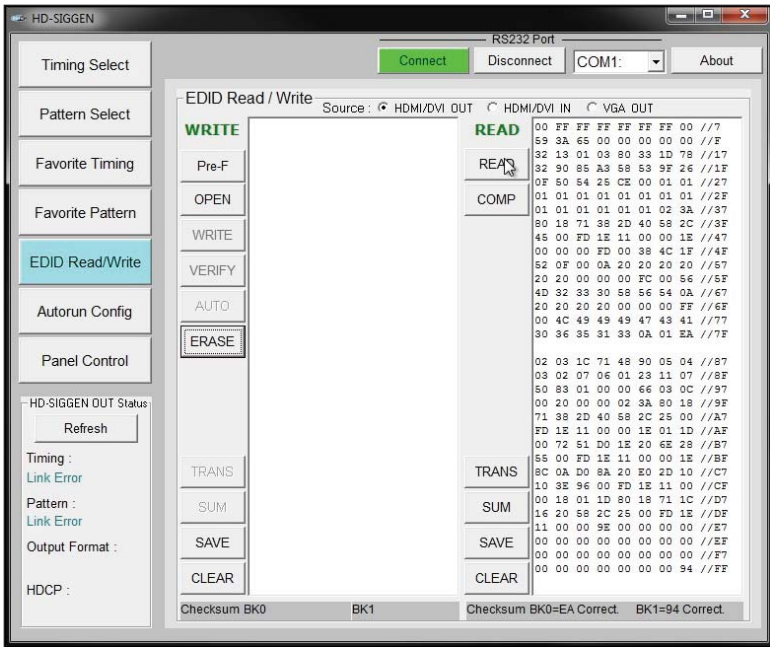 HD-SIGGEN
RS232 Port
Connect Disconnect COM1: About
Timing Select
Pattern Select
Favorite Timing
Favorite Pattern
EDID Read/Write
Autorun Config
Panel Control
HD-SIGGEN OUT Status
Refresh
Timing :
Link Error
Pattern :
Link Error
Output Format :
HDCP :
EDID Read / Write
Source : HDMI/DVI OUT HDMI/DVI IN VGA OUT
WRITE
Pre-F
OPEN
WRITE
VERIFY
AUTO
ERASE
TRANS
SUM
SAVE
CLEAR
READ
READ
COMP
TRANS
SUM
SAVE
CLEAR
00 FF FF FF FF FF FF 00 //7
59 3A 65 00 00 00 00 00 //F
32 13 01 03 80 33 1D 78 //17
32 90 85 A3 58 53 9F 26 //1F
0F 50 54 25 CE 00 01 01 //27
01 01 01 01 01 01 01 01 //2F
01 01 01 01 01 01 02 3A //37
80 18 71 38 2D 40 58 2C //3F
45 00 FD 1E 11 00 00 1E //47
00 00 00 FD 00 38 4C 1F //4F
52 0F 00 0A 20 20 20 20 //57
20 20 00 00 00 FC 00 56 //5F
4D 32 33 30 58 56 54 0A //67
20 20 20 20 00 00 00 FF //6F
00 4C 49 49 49 47 43 41 //77
30 36 35 31 33 0A 01 EA //7F
02 03 1C 71 48 90 05 04 //87
03 02 07 06 01 23 11 07 //8F
50 83 01 00 00 66 03 0C //97
00 20 00 00 02 3A 80 18 //9F
71 38 2D 40 58 2C 25 00 //A7
FD 1E 11 00 00 1E 01 1D //AF
00 72 51 D0 1E 20 6E 28 //B7
55 00 FD 1E 11 00 00 1E //BF
8C 0A D0 8A 20 E0 2D 10 //C7
10 3E 96 00 FD 1E 11 00 //CF
00 18 01 1D 80 18 71 1C //D7
16 20 58 2C 25 00 FD 1E //DF
11 00 00 9E 00 00 00 00 //E7
00 00 00 00 00 00 00 00 //EF
00 00 00 00 00 00 00 00 //F7
00 00 00 00 00 00 00 94 //FF
Checksum BK0 BK1
Checksum BK0=EA Correct. BK1=94 Correct.